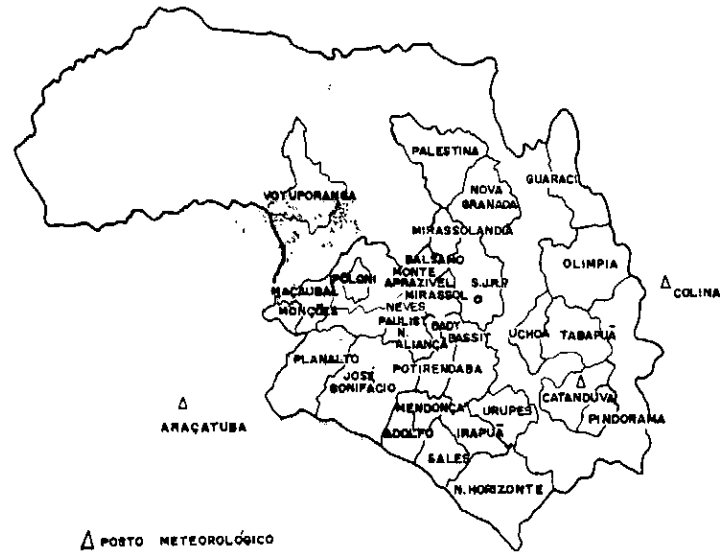 PALESTINA
GUARACI
VOTUPORANGA
NOVA
GRANADA
MIRASSOLANDIA
BALSAMO
OLIMPIA
POLONI
MONTE
APRAZIVEL
S.J.R.P
MIRASSOL
COLINA
MACAUBAL
MONÇÕES
NEVES
PAULIST
N.
ALIANÇA
BADY
BASSIT
UCHOA
TABAPUÃ
PLANALTO
JOSÉ
BONIFÁCIO
POTIRENDABA
CATANDUVA
PINDORAMA
MENDONÇA
URUPES
ARAÇATUBA
ADOLFO
IRAPUÃ
SALES
N. HORIZONTE
POSTO METEOROLÓGICO